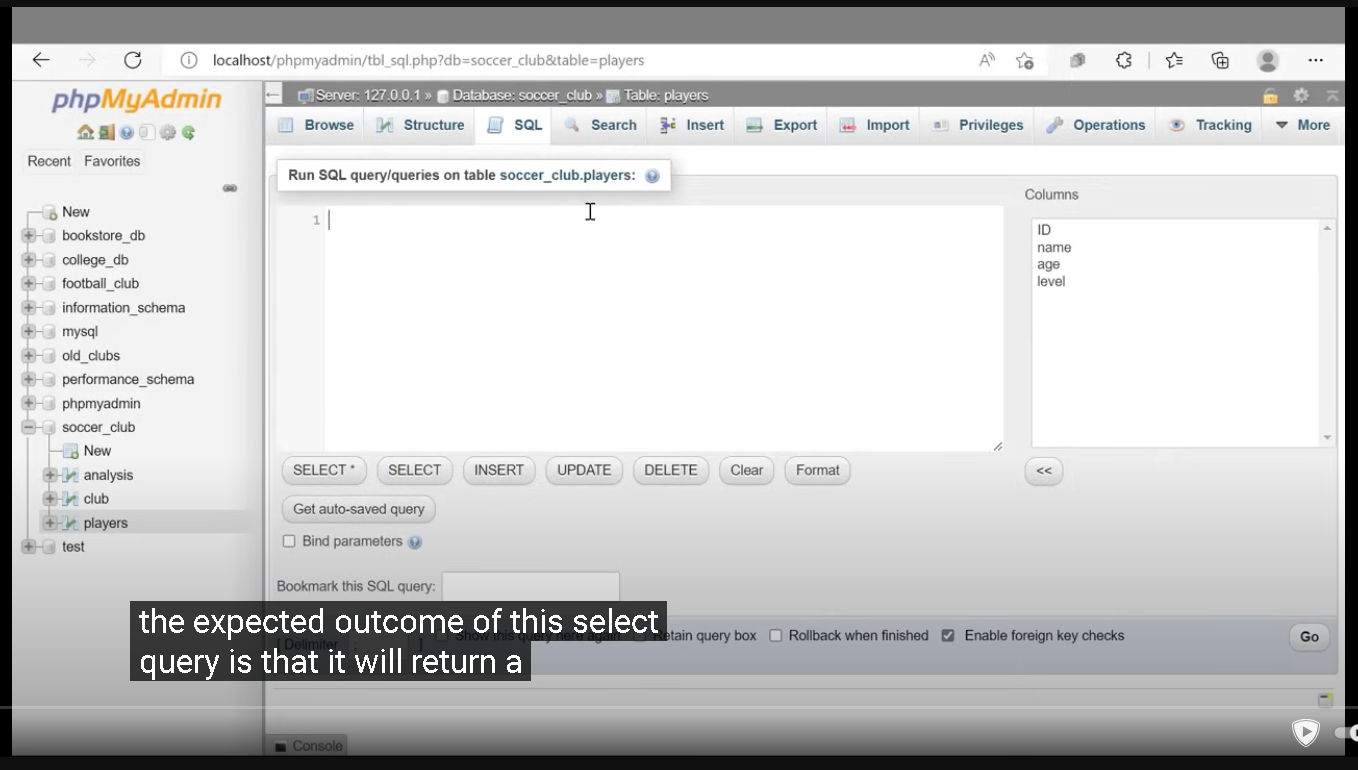 localhost/phpmyadmin/tbl_sql.php?db=soccer_club&table=players
phpMyAdmin
Server: 127.0.0.1 » Database: soccer_club » Table: players
Browse Structure SQL Search Insert Export Import Privileges Operations Tracking More
Recent Favorites
Run SQL query/queries on table soccer_club.players:
New
bookstore_db
college_db
football_club
information_schema
mysql
old_clubs
performance_schema
phpmyadmin
soccer_club
New
analysis
club
players
test
1
Columns
ID
name
age
level
SELECT * SELECT INSERT UPDATE DELETE Clear Format
<<
Get auto-saved query
Bind parameters
Bookmark this SQL query:
[ Delimiter ; ] Show this query here again Retain query box Rollback when finished Enable foreign key checks
Go
the expected outcome of this select
query is that it will return a
Console